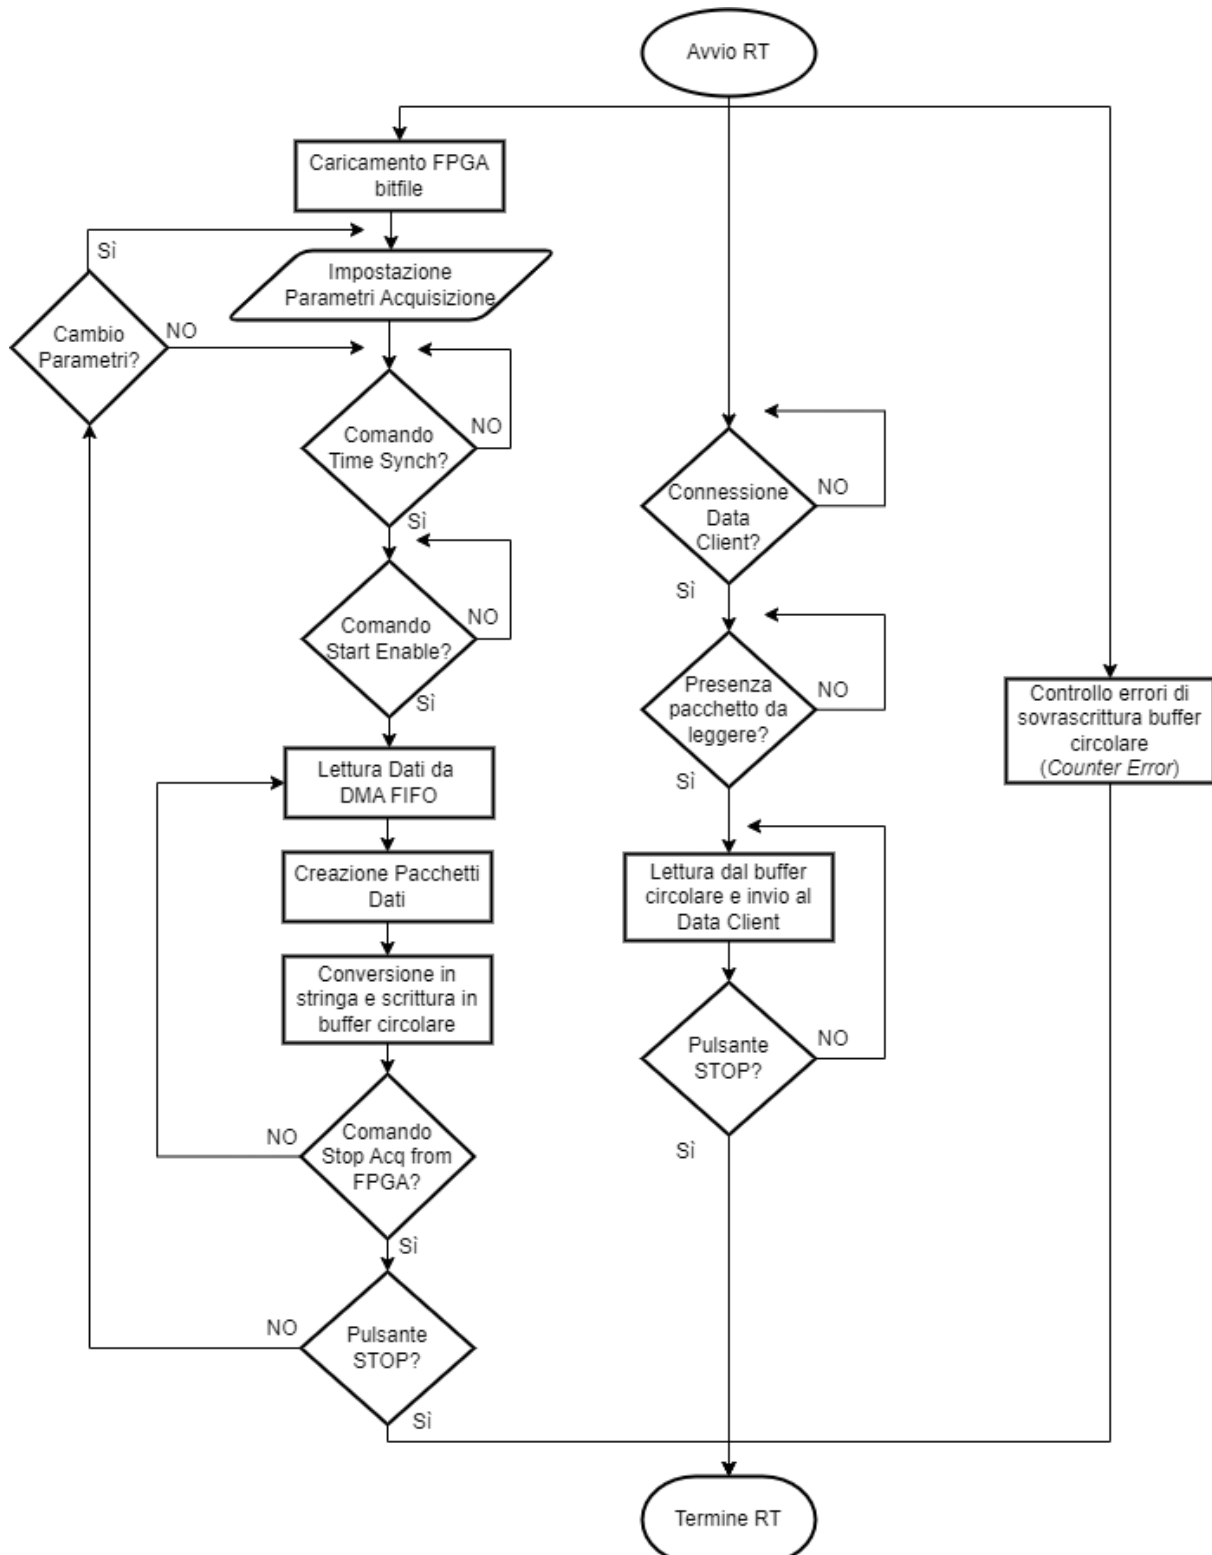 Avvio RT
Caricamento FPGA
bitfile
Sì
Impostazione
Parametri Acquisizione
Cambio
Parametri?
NO
Comando
Time Synch?
NO
Sì
Comando
Start Enable?
NO
Sì
Lettura Dati da
DMA FIFO
Creazione Pacchetti
Dati
Conversione in
stringa e scrittura in
buffer circolare
NO
Comando
Stop Acq from
FPGA?
Sì
NO
Pulsante
STOP?
Sì
Connessione
Data
Client?
NO
Sì
Presenza
pacchetto da
leggere?
NO
Sì
Lettura dal buffer
circolare e invio al
Data Client
Pulsante
STOP?
NO
Sì
Controllo errori di
sovrascrittura buffer
circolare
(Counter Error)
Termine RT